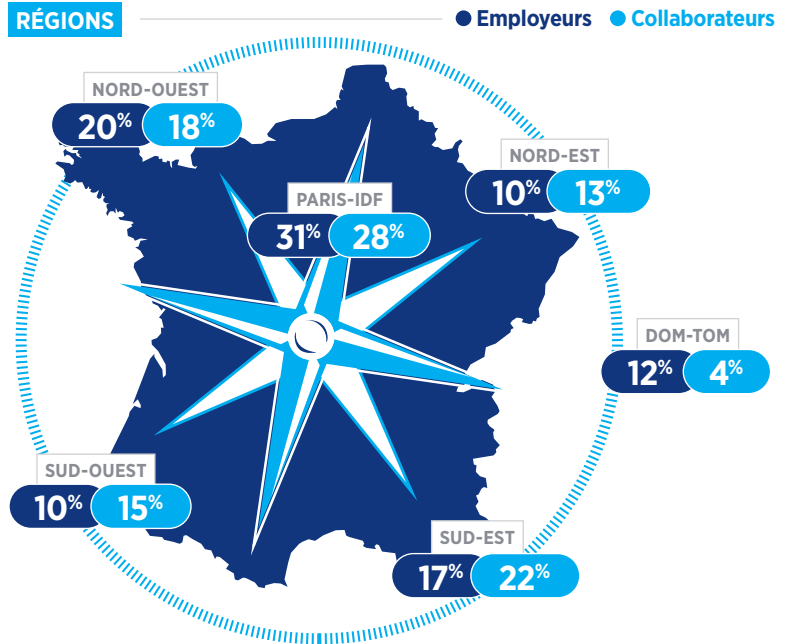 RÉGIONS
Employeurs
Collaborateurs
NORD-OUEST
20% 18%
NORD-EST
10% 13%
PARIS-IDF
31% 28%
DOM-TOM
12% 4%
SUD-OUEST
10% 15%
SUD-EST
17% 22%